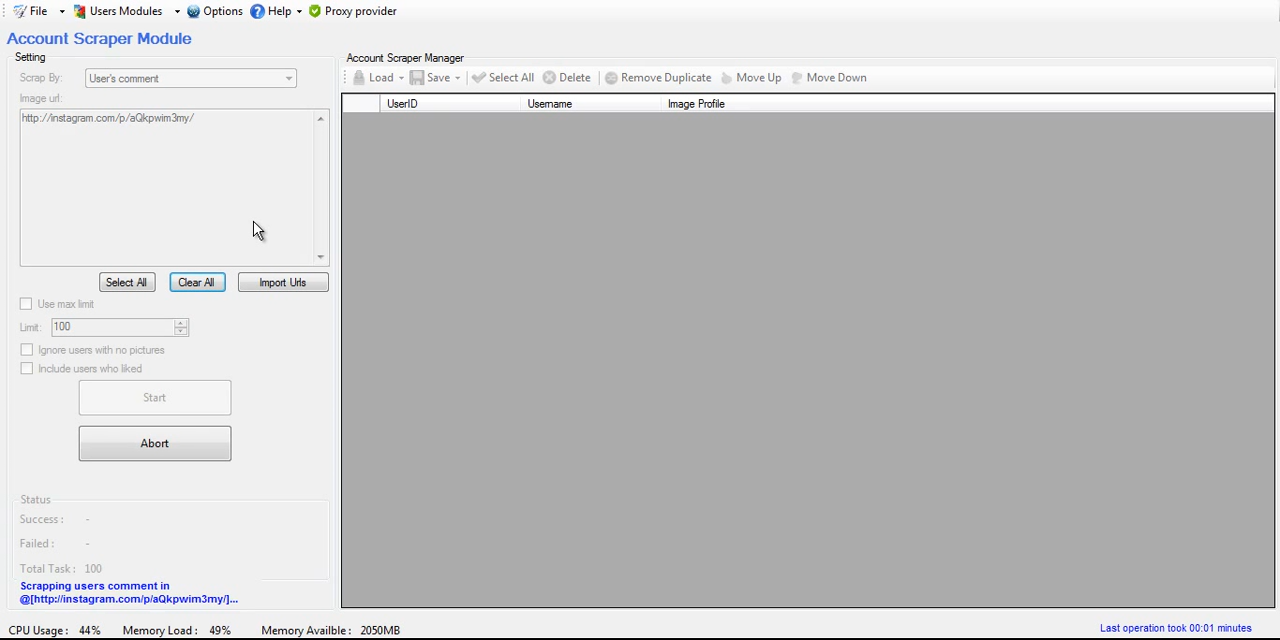 File Users Modules Options Help Proxy provider
Account Scraper Module
Setting
Scrap By: User's comment
Image url:
http://instagram.com/p/aQkpwim3my/
Select All Clear All Import Urls
Use max limit
Limit: 100
Ignore users with no pictures
Include users who liked
Start
Abort
Status
Success : -
Failed : -
Total Task : 100
Scrapping users comment in
@[http://instagram.com/p/aQkpwim3my/]...
Account Scraper Manager
Load Save Select All Delete Remove Duplicate Move Up Move Down
UserID Username Image Profile
CPU Usage : 44% Memory Load : 49% Memory Availble : 2050MB
Last operation took 00:01 minutes